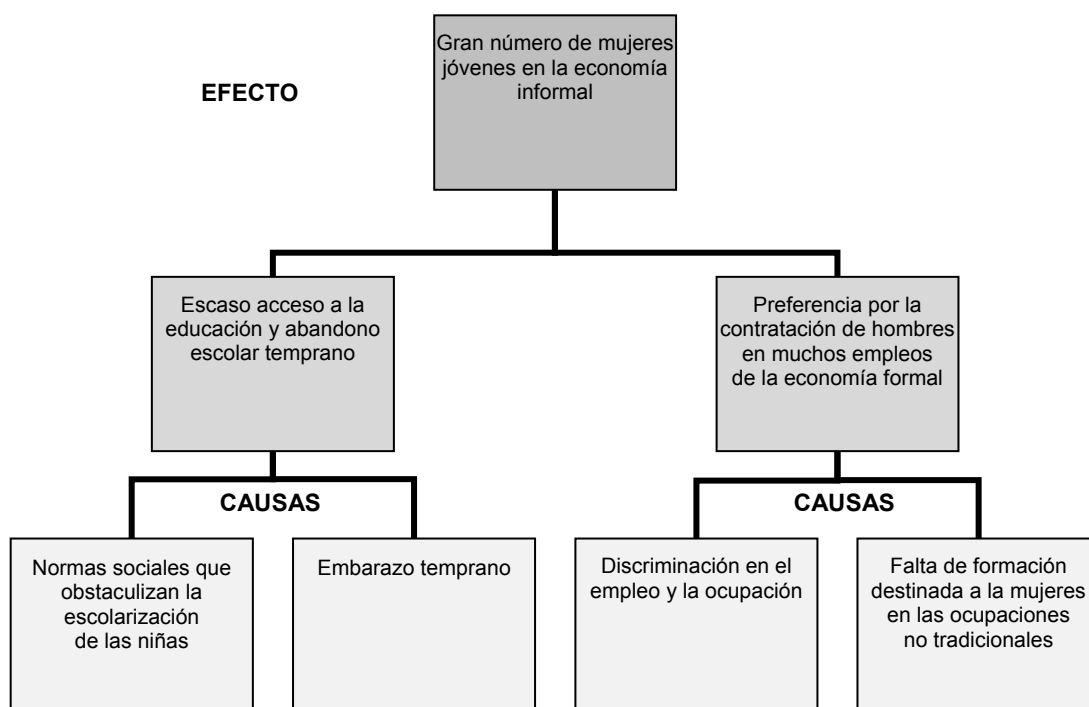 Gran número de mujeres
jóvenes en la economía
informal
EFECTO
Escaso acceso a la
educación y abandono
escolar temprano
Preferencia por la
contratación de hombres
en muchos empleos
de la economía formal
CAUSAS
CAUSAS
Normas sociales que
obstaculizan la
escolarización
de las niñas
Embarazo temprano
Discriminación en el
empleo y la ocupación
Falta de formación
destinada a la mujeres
en las ocupaciones
no tradicionales